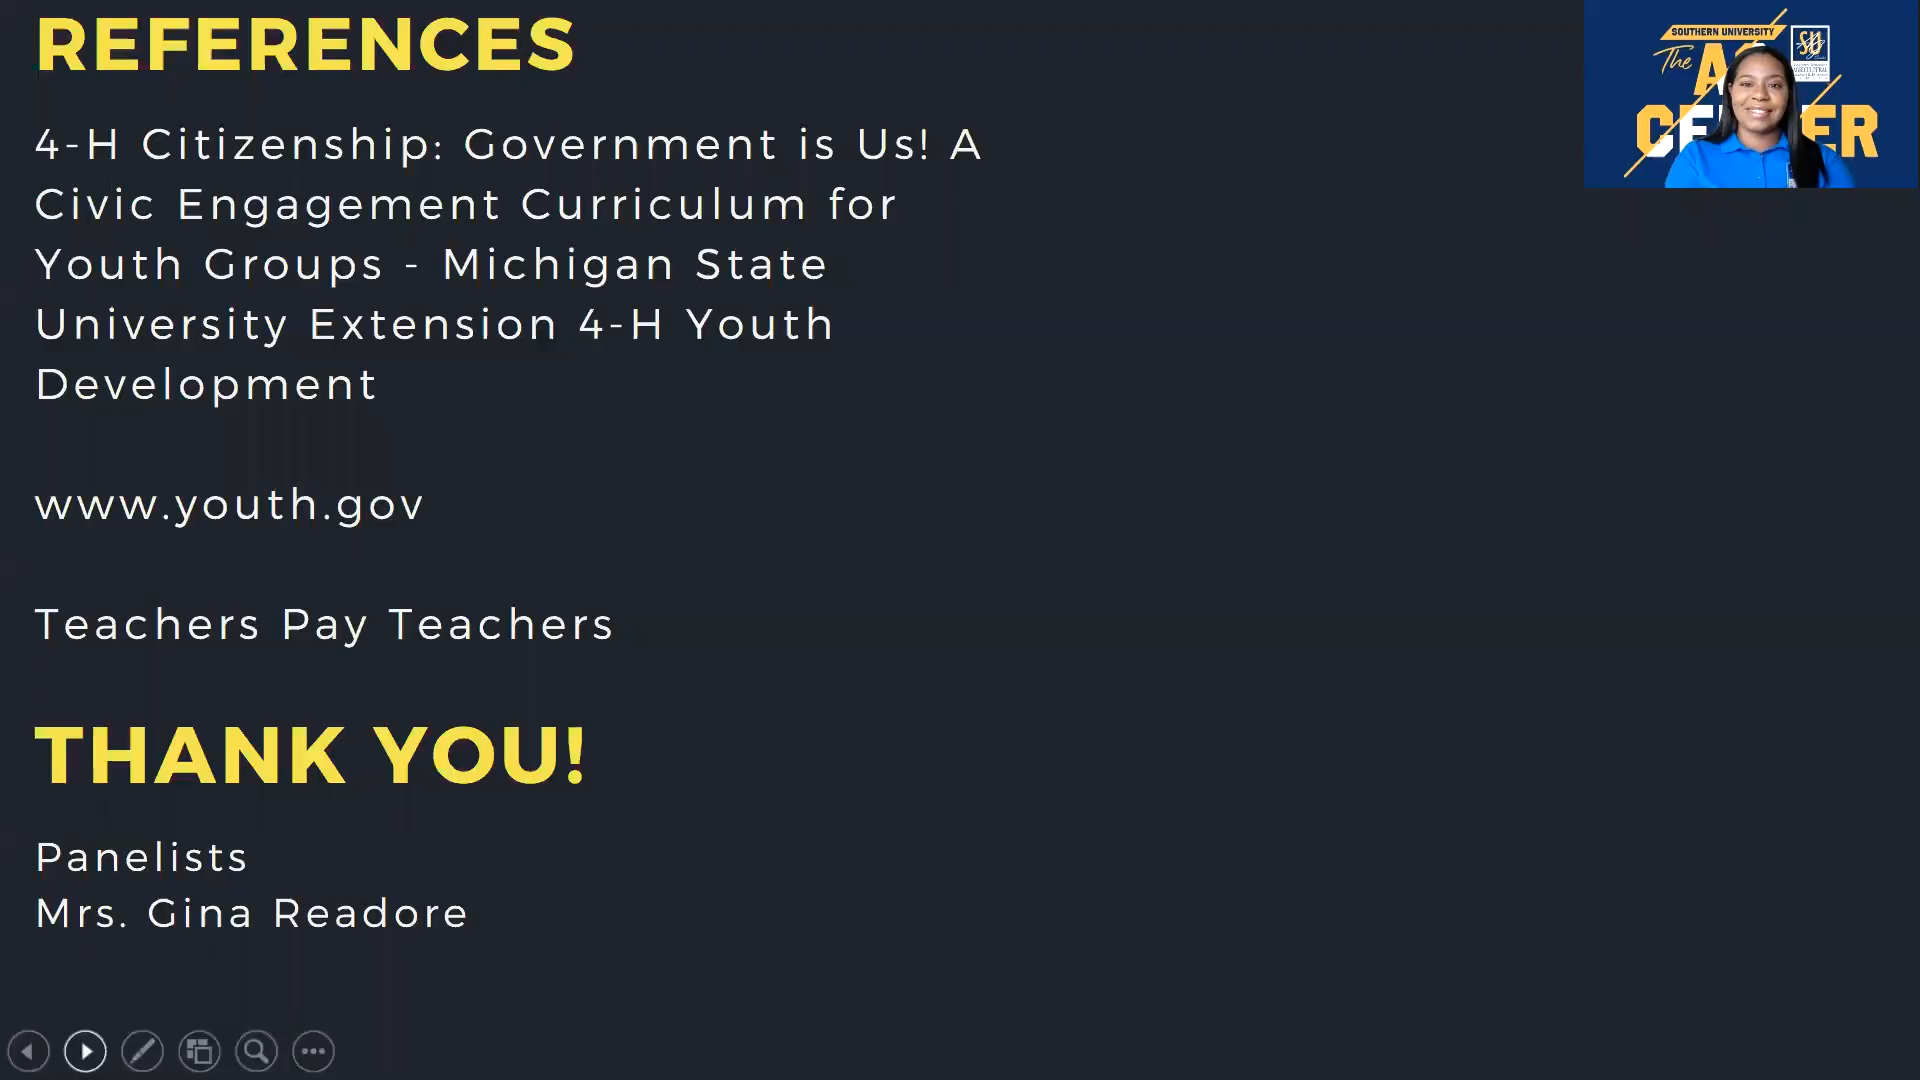 REFERENCES
4-H Citizenship: Government is Us! A
Civic Engagement Curriculum for
Youth Groups - Michigan State
University Extension 4-H Youth
Development
www.youth.gov
Teachers Pay Teachers
THANK YOU!
Panelists
Mrs. Gina Readore
SOUTHERN UNIVERSITY
The
SU